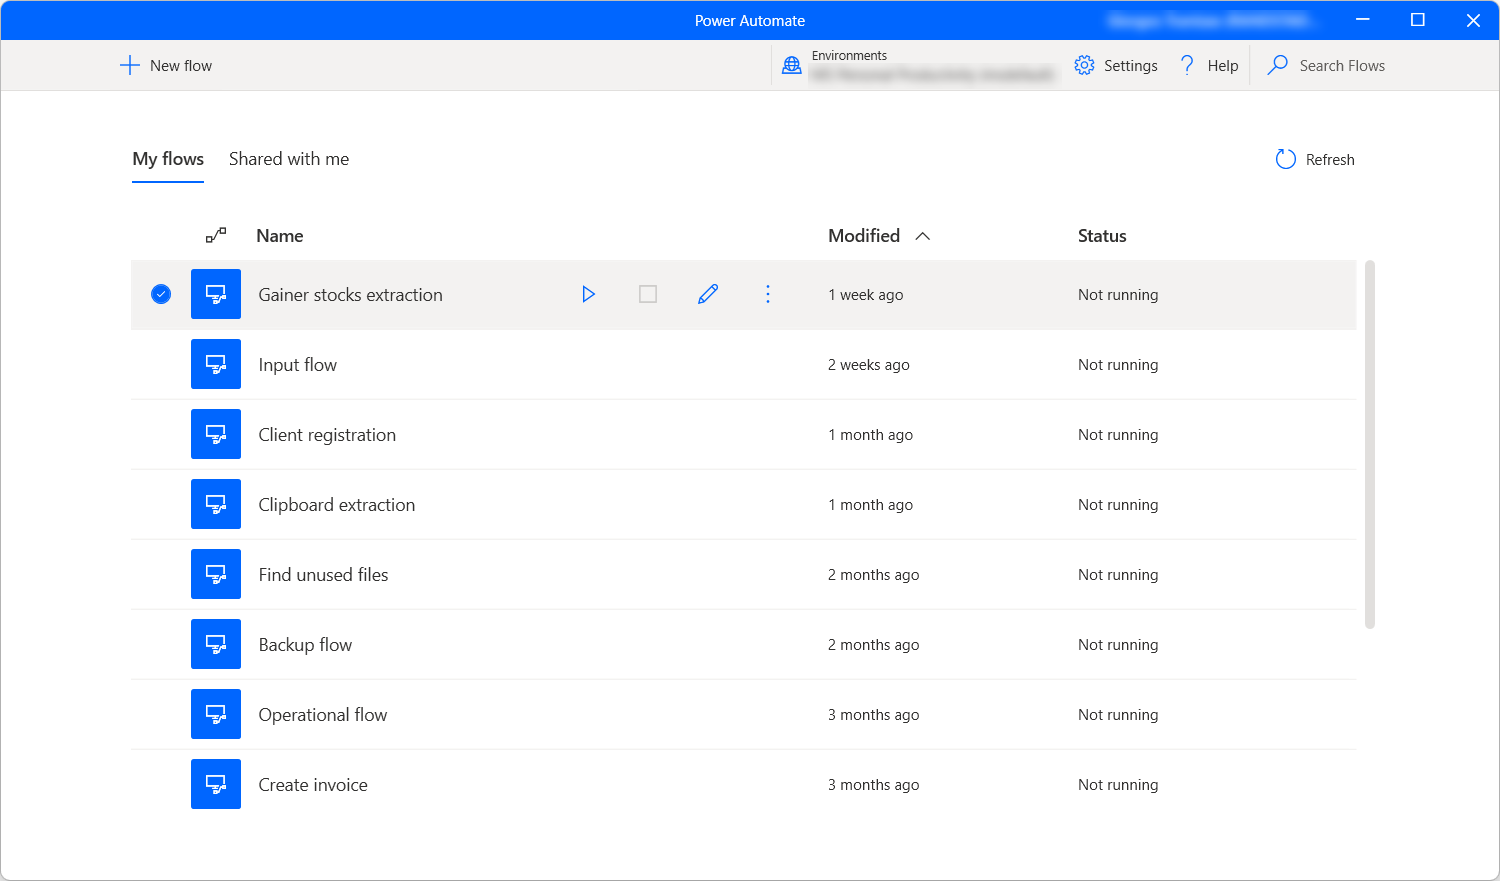 Power Automate
New flow
Environments
Settings
Help
Search Flows
My flows
Shared with me
Refresh
Name
Modified
Status
Gainer stocks extraction
1 week ago
Not running
Input flow
2 weeks ago
Not running
Client registration
1 month ago
Not running
Clipboard extraction
1 month ago
Not running
Find unused files
2 months ago
Not running
Backup flow
2 months ago
Not running
Operational flow
3 months ago
Not running
Create invoice
3 months ago
Not running